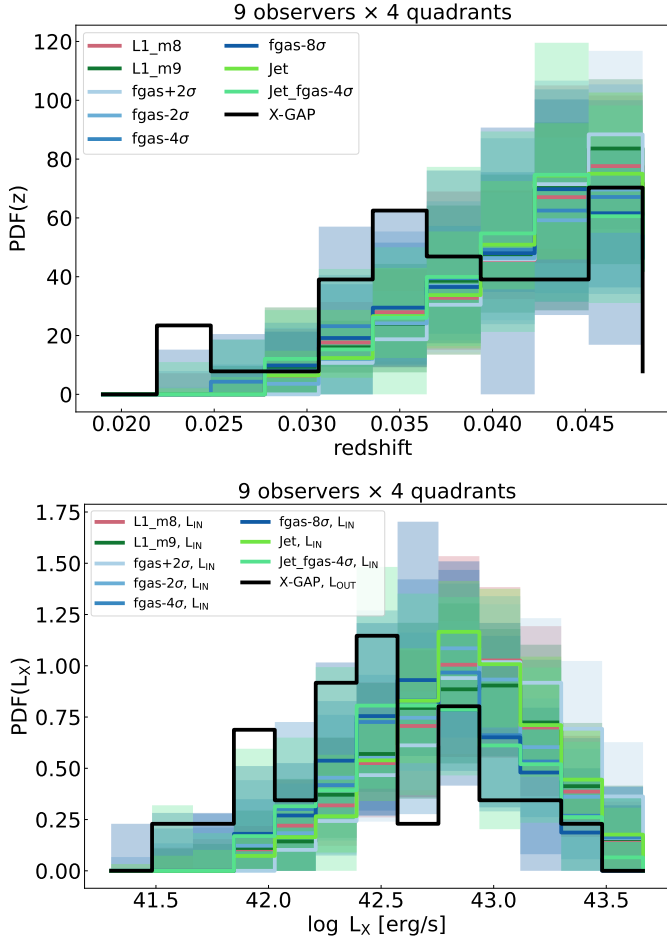 9 observers × 4 quadrants
L1_m8
L1_m9
fgas+2σ
fgas-2σ
fgas-4σ
fgas-8σ
Jet
Jet_fgas-4σ
X-GAP
PDF(z)
120
100
80
60
40
20
0
0.020 0.025 0.030 0.035 0.040 0.045
redshift
9 observers × 4 quadrants
L1_m8, L_IN
L1_m9, L_IN
fgas+2σ, L_IN
fgas-2σ, L_IN
fgas-4σ, L_IN
fgas-8σ, L_IN
Jet, L_IN
Jet_fgas-4σ, L_IN
X-GAP, L_OUT
PDF(L_X)
1.75
1.50
1.25
1.00
0.75
0.50
0.25
0.00
41.5 42.0 42.5 43.0 43.5
log L_X [erg/s]